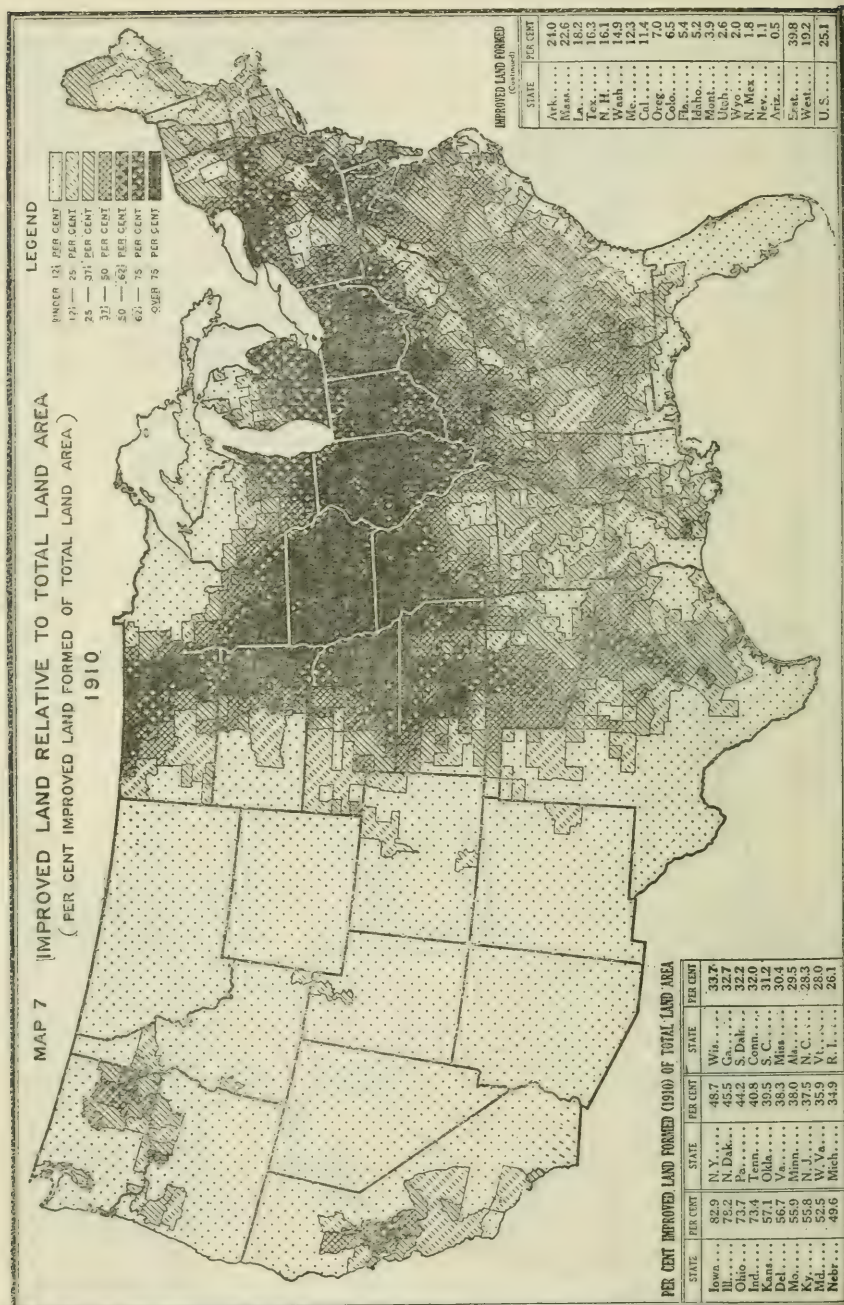 MAP 7 IMPROVED LAND RELATIVE TO TOTAL LAND AREA
(PER CENT IMPROVED LAND FORMED OF TOTAL LAND AREA)
1910
LEGEND
UNDER 12½ PER CENT
12½ — 25 PER CENT
25 — 37½ PER CENT
37½ — 50 PER CENT
50 — 62½ PER CENT
62½ — 75 PER CENT
OVER 75 PER CENT
PER CENT IMPROVED LAND FORMED (1910) OF TOTAL LAND AREA
STATE PER CENT STATE PER CENT STATE PER CENT
Iowa.... 82.9 N. Y..... 48.7 Wis..... 33.7
Ill...... 78.2 N. Dak... 45.5 Ga...... 32.7
Ohio.... 73.7 Pa...... 44.2 S. Dak.. 32.2
Ind..... 73.4 Tenn.... 40.8 Conn... 32.0
Kans.... 57.1 Okla.... 39.5 S. C..... 31.2
Del..... 56.7 Va...... 38.3 Miss.... 30.4
Mo..... 55.9 Minn.... 38.0 Ala..... 29.5
Ky...... 55.8 N. J..... 37.5 N. C.... 28.3
Md..... 52.5 W. Va... 35.9 Vt...... 28.0
Nebr.... 49.6 Mich.... 34.9 R. I..... 26.1
IMPROVED LAND FORMED
(Continued)
STATE PER CENT
Ark..... 24.0
Mass.... 22.6
La...... 18.2
Tex..... 16.3
N. H.... 16.1
Wash... 14.9
Me...... 12.3
Cal..... 11.4
Oreg.... 7.0
Colo.... 6.5
Fla..... 5.4
Idaho... 5.2
Mont... 3.9
Utah.... 2.6
Wyo.... 2.0
N. Mex.. 1.8
Nev..... 1.1
Ariz.... 0.5
East.... 39.8
West.... 19.2
U. S..... 25.1